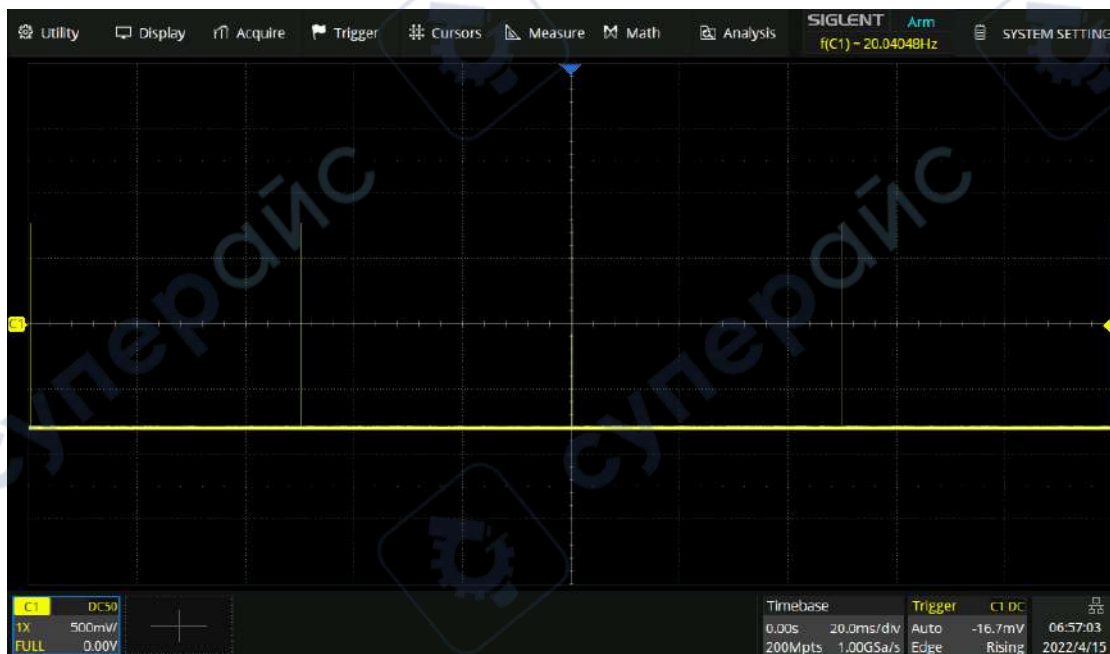 Utility Display Acquire Trigger Cursors Measure Math Analysis SIGLENT Arm
f(C1) = 20.04048Hz SYSTEM SETTING
C1
C1 DC50
1X 500mV/
FULL 0.00V
Timebase
0.00s 20.0ms/div
200Mpts 1.00GSa/s
Trigger C1 DC
Auto -16.7mV
Edge Rising
06:57:03
2022/4/15
суперайс
суперайс